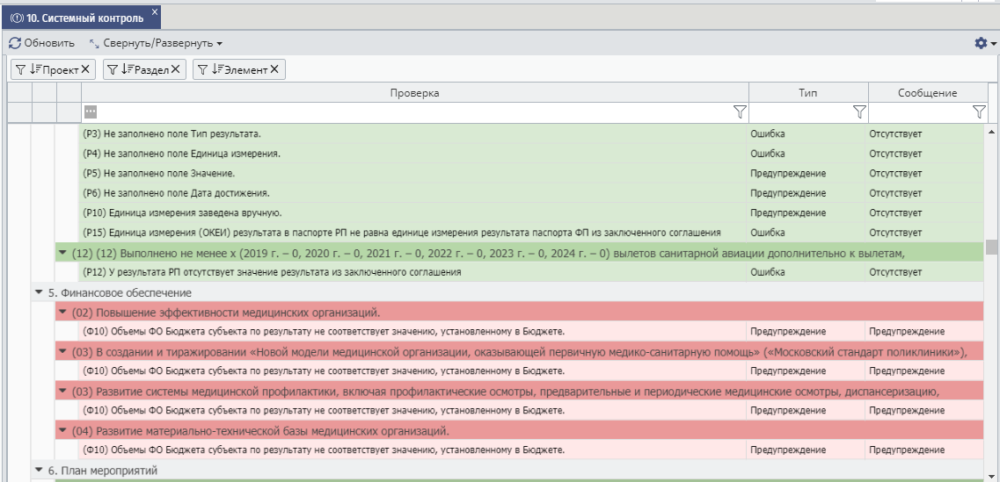 10. Системный контроль
Обновить Свернуть/Развернуть
Проект Раздел Элемент
Проверка Тип Сообщение
(Р3) Не заполнено поле Тип результата. Ошибка Отсутствует
(Р4) Не заполнено поле Единица измерения. Ошибка Отсутствует
(Р5) Не заполнено поле Значение. Предупреждение Отсутствует
(Р6) Не заполнено поле Дата достижения. Предупреждение Отсутствует
(Р10) Единица измерения заведена вручную. Предупреждение Отсутствует
(Р15) Единица измерения (ОКЕИ) результата в паспорте РП не равна единице измерения результата паспорта ФП из заключенного соглашения Ошибка Отсутствует
(12) (12) Выполнено не менее х (2019 г. – 0, 2020 г. – 0, 2021 г. – 0, 2022 г. – 0, 2023 г. – 0, 2024 г. – 0) вылетов санитарной авиации дополнительно к вылетам,
(Р12) У результата РП отсутствует значение результата из заключенного соглашения Ошибка Отсутствует
5. Финансовое обеспечение
(02) Повышение эффективности медицинских организаций.
(Ф10) Объемы ФО Бюджета субъекта по результату не соответствует значению, установленному в Бюджете. Предупреждение Предупреждение
(03) В создании и тиражировании «Новой модели медицинской организации, оказывающей первичную медико-санитарную помощь» («Московский стандарт поликлиники»),
(Ф10) Объемы ФО Бюджета субъекта по результату не соответствует значению, установленному в Бюджете. Предупреждение Предупреждение
(03) Развитие системы медицинской профилактики, включая профилактические осмотры, предварительные и периодические медицинские осмотры, диспансеризацию,
(Ф10) Объемы ФО Бюджета субъекта по результату не соответствует значению, установленному в Бюджете. Предупреждение Предупреждение
(04) Развитие материально-технической базы медицинских организаций.
(Ф10) Объемы ФО Бюджета субъекта по результату не соответствует значению, установленному в Бюджете. Предупреждение Предупреждение
6. План мероприятий